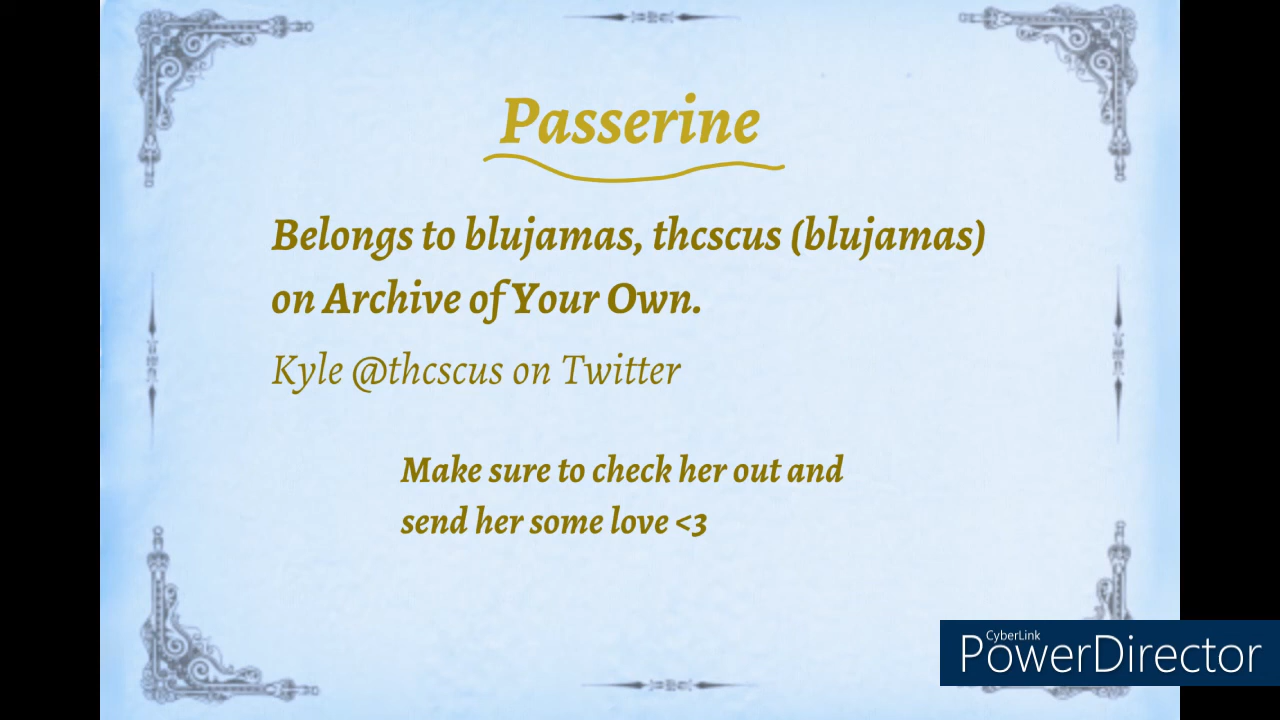 Passerine
Belongs to blujamas, thcscus (blujamas)
on Archive of Your Own.
Kyle @thcscus on Twitter
Make sure to check her out and
send her some love <3
CyberLink
PowerDirector